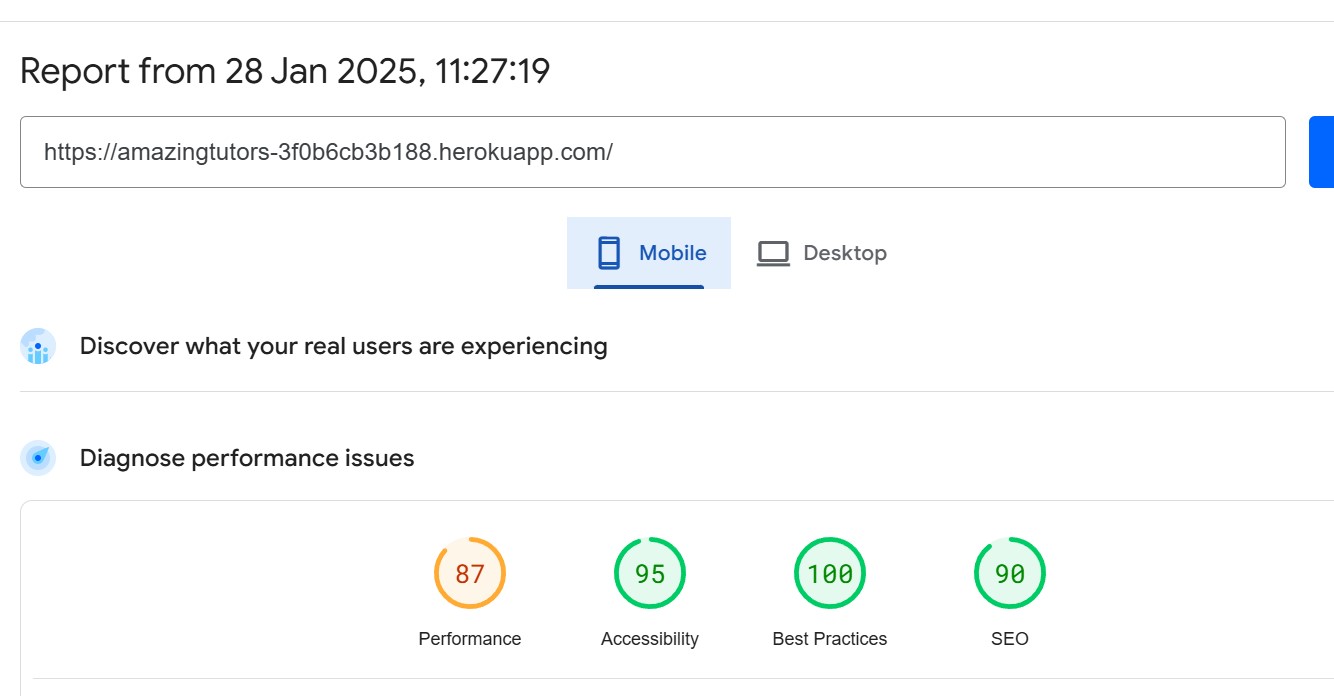 Report from 28 Jan 2025, 11:27:19
https://amazingtutors-3f0b6cb3b188.herokuapp.com/
Mobile Desktop
Discover what your real users are experiencing
Diagnose performance issues
87 95 100 90
Performance Accessibility Best Practices SEO